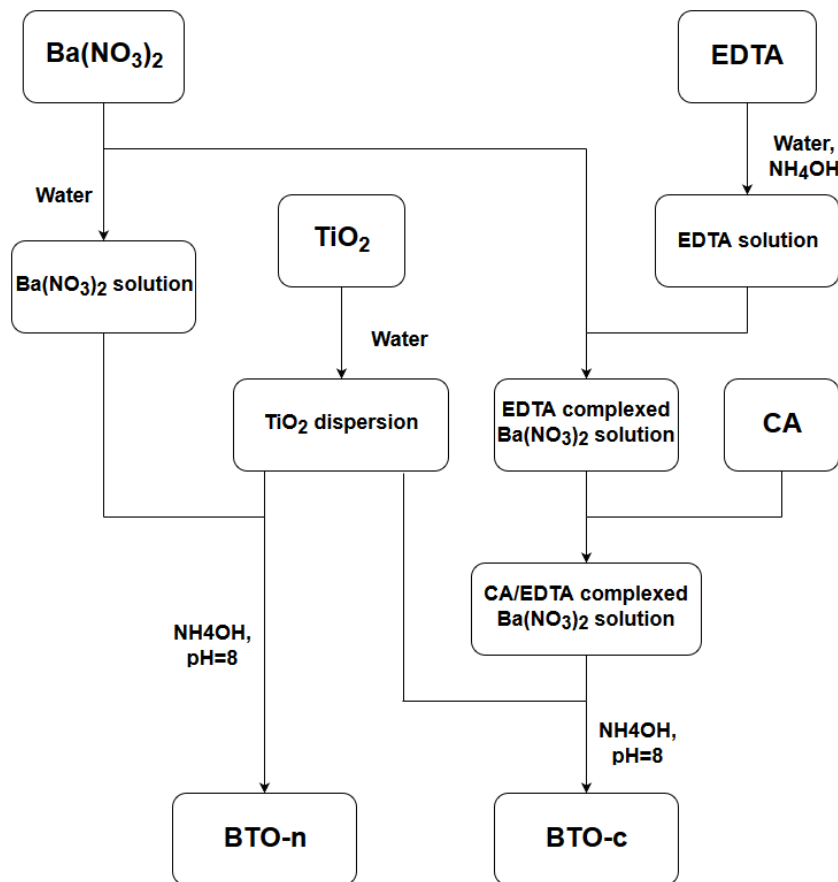 Ba(NO₃)₂
EDTA
Water
Water,
NH₄OH
TiO₂
Ba(NO₃)₂ solution
EDTA solution
Water
TiO₂ dispersion
EDTA complexed
Ba(NO₃)₂ solution
CA
CA/EDTA complexed
Ba(NO₃)₂ solution
NH4OH,
pH=8
NH4OH,
pH=8
BTO-n
BTO-c